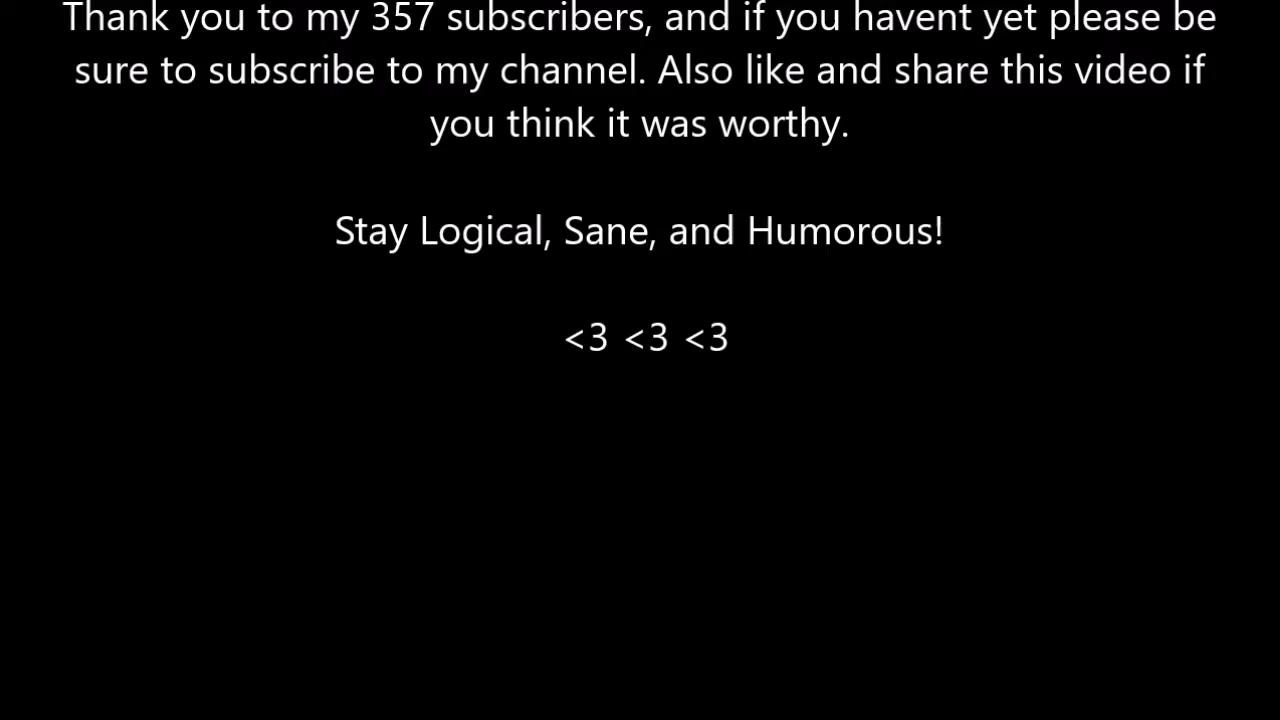 Thank you to my 357 subscribers, and if you havent yet please be
sure to subscribe to my channel. Also like and share this video if
you think it was worthy.
Stay Logical, Sane, and Humorous!
<3 <3 <3